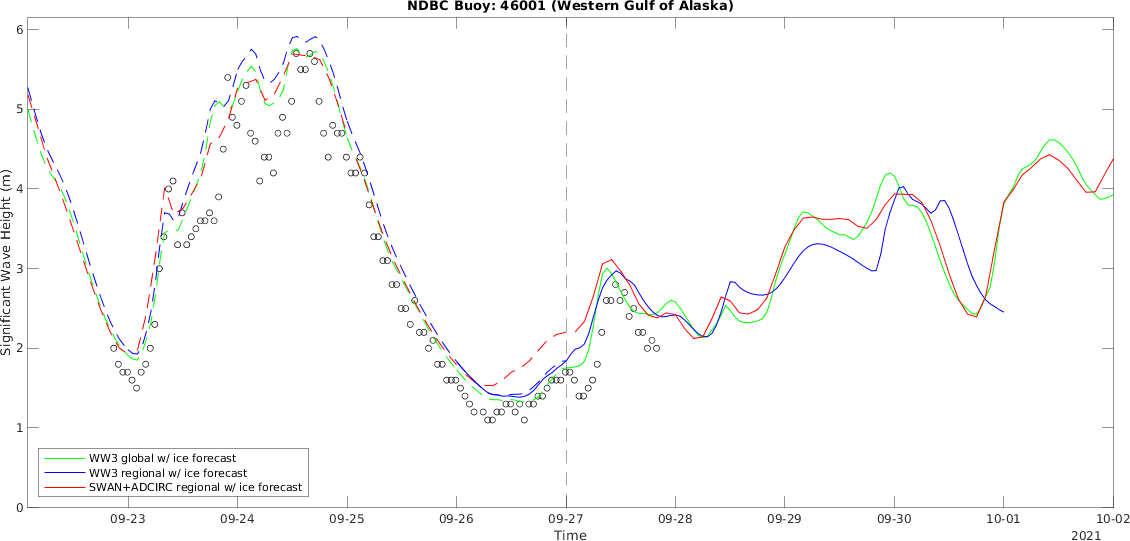 NDBC Buoy: 46001 (Western Gulf of Alaska)
Significant Wave Height (m)
6
5
4
3
2
1
0
WW3 global w/ ice forecast
WW3 regional w/ ice forecast
SWAN+ADCIRC regional w/ ice forecast
09-23 09-24 09-25 09-26 09-27 09-28 09-29 09-30 10-01 10-02
Time
2021